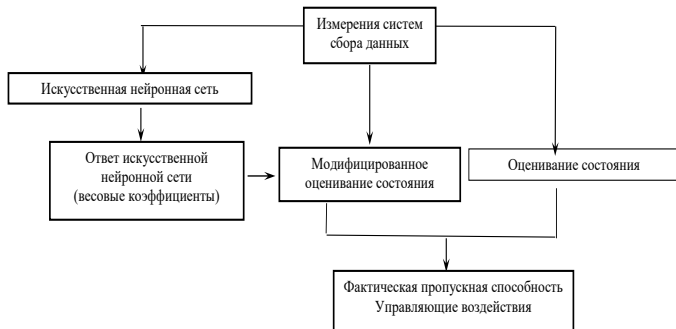 Измерения систем
сбора данных
Искусственная нейронная сеть
Ответ искусственной
нейронной сети
(весовые коэффициенты)
Модифицированное
оценивание состояния
Оценивание состояния
Фактическая пропускная способность
Управляющие воздействия